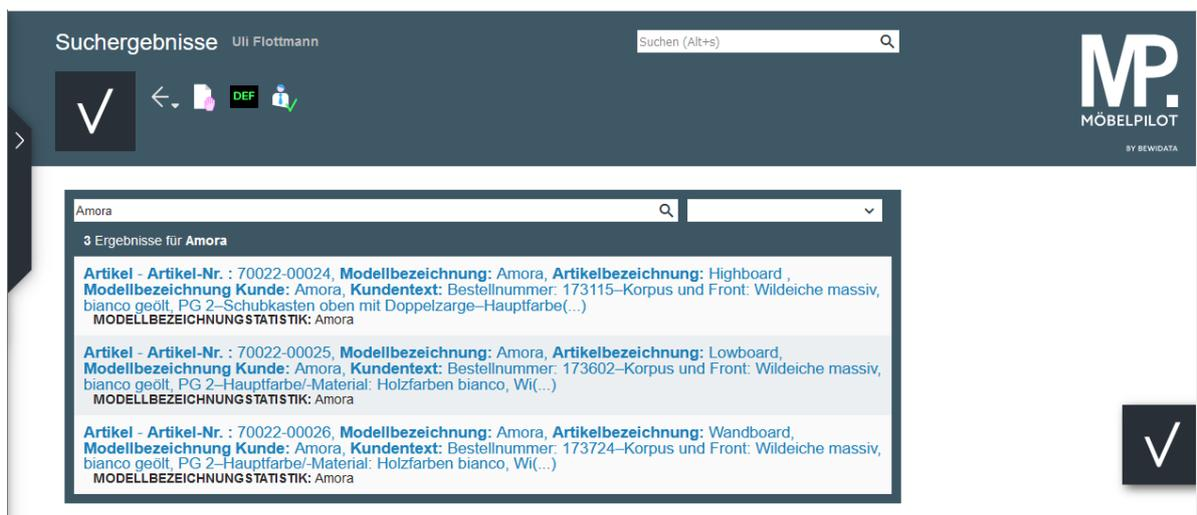 Suchergebnisse Uli Flottmann
Suchen (Alt+s)
DEF
MP.
MÖBELPILOT
BY BEWIDATA
Amora
3 Ergebnisse für Amora
Artikel - Artikel-Nr. : 70022-00024, Modellbezeichnung: Amora, Artikelbezeichnung: Highboard ,
Modellbezeichnung Kunde: Amora, Kundentext: Bestellnummer: 173115–Korpus und Front: Wildeiche massiv,
bianco geölt, PG 2–Schubkasten oben mit Doppelzarge–Hauptfarbe(...)
MODELLBEZEICHNUNGSTATISTIK: Amora
Artikel - Artikel-Nr. : 70022-00025, Modellbezeichnung: Amora, Artikelbezeichnung: Lowboard,
Modellbezeichnung Kunde: Amora, Kundentext: Bestellnummer: 173602–Korpus und Front: Wildeiche massiv,
bianco geölt, PG 2–Hauptfarbe/-Material: Holzfarben bianco, Wi(...)
MODELLBEZEICHNUNGSTATISTIK: Amora
Artikel - Artikel-Nr. : 70022-00026, Modellbezeichnung: Amora, Artikelbezeichnung: Wandboard,
Modellbezeichnung Kunde: Amora, Kundentext: Bestellnummer: 173724–Korpus und Front: Wildeiche massiv,
bianco geölt, PG 2–Hauptfarbe/-Material: Holzfarben bianco, Wi(...)
MODELLBEZEICHNUNGSTATISTIK: Amora